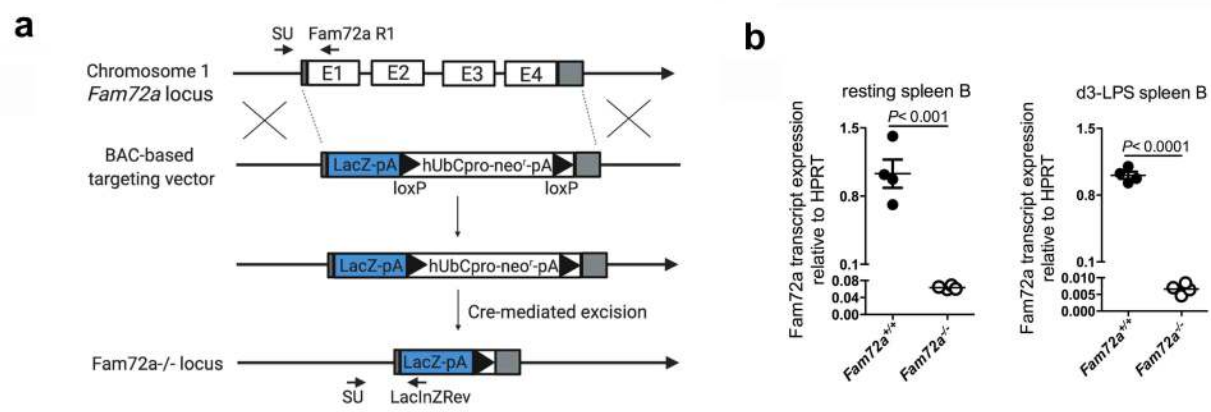 a
SU
Fam72a R1
Chromosome 1
Fam72a locus
E1 E2 E3 E4
BAC-based
targeting vector
LacZ-pA
hUbCpro-neoʳ-pA
loxP
loxP
LacZ-pA
hUbCpro-neoʳ-pA
Cre-mediated excision
Fam72a-/- locus
LacZ-pA
SU
LacInZRev
b
resting spleen B
P< 0.001
Fam72a transcript expression
relative to HPRT
1.5
0.8
0.1
0.08
0.04
0.00
Fam72a+/+
Fam72a-/-
d3-LPS spleen B
P< 0.0001
Fam72a transcript expression
relative to HPRT
1.5
0.8
0.1
0.010
0.005
0.000
Fam72a+/+
Fam72a-/-